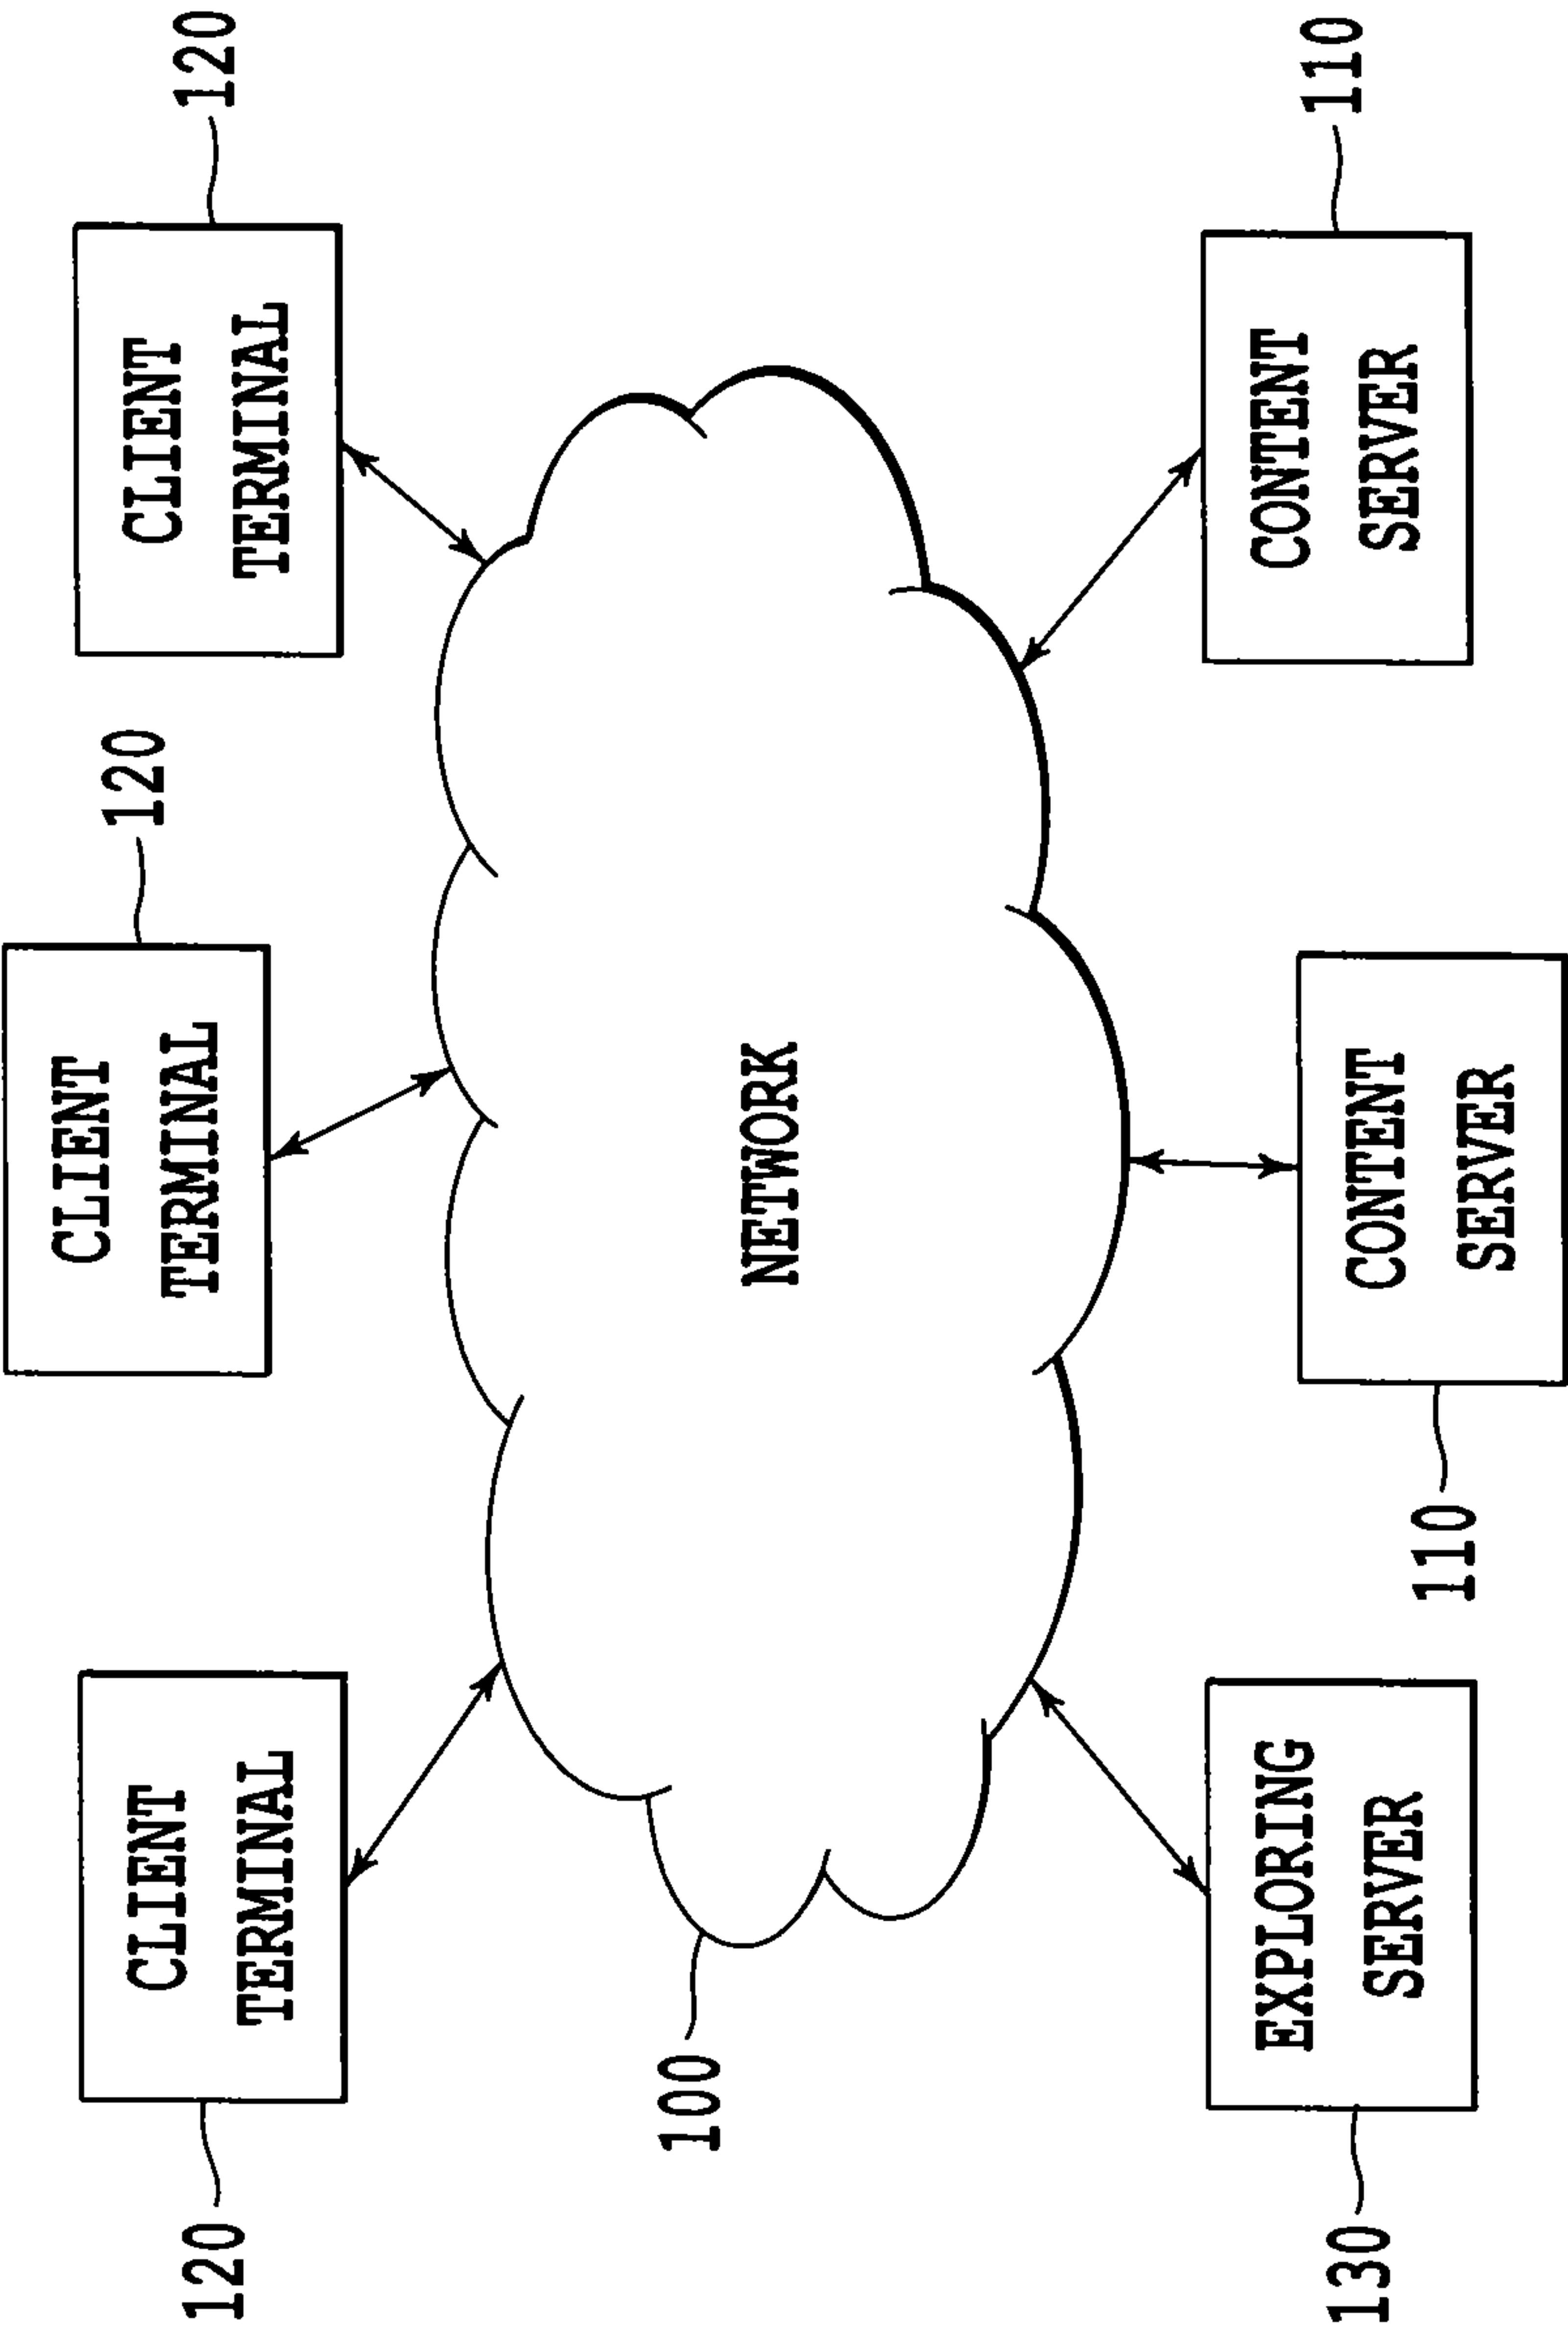 120
CLIENT
TERMINAL
120
CLIENT
TERMINAL
120
CLIENT
TERMINAL
100
NETWORK
130
EXPLORING
SERVER
110
CONTENT
SERVER
110
CONTENT
SERVER